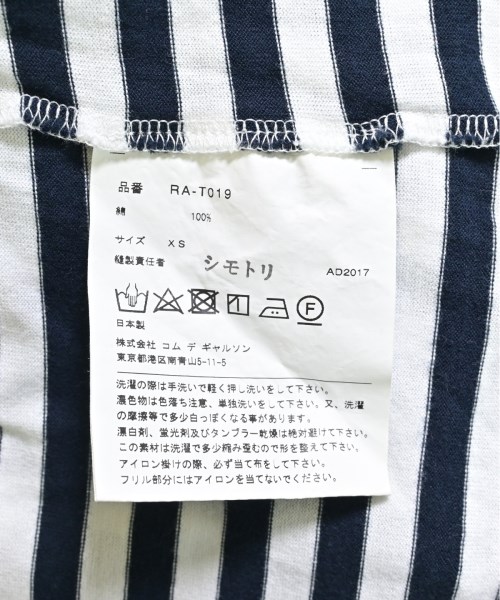 品番 RA-T019
綿 100%
サイズ XS
縫製責任者 シモトリ AD2017
F
日本製
株式会社 コム デ ギャルソン
東京都港区南青山5-11-5
洗濯の際は手洗いで軽く押し洗いをして下さい。
濃色物は色落ち注意、単独洗いをして下さい。又、洗濯
の摩擦等で多少白っぽくなる事があります。
漂白剤、蛍光剤及びタンブラー乾燥は絶対避けて下さい。
この素材は洗濯で多少縮み歪むので形を整えて下さい。
アイロン掛けの際、必ず当て布をして下さい。
フリル部分にはアイロンを当てないでください。